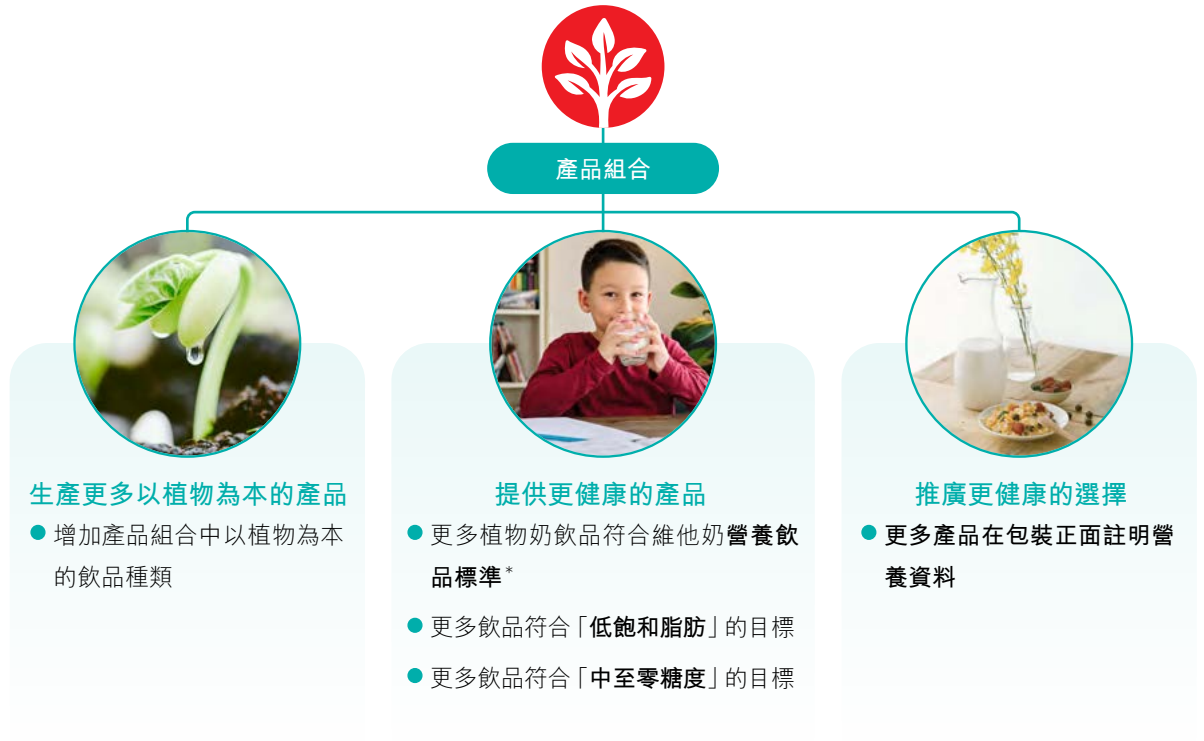 產品組合
生產更多以植物為本的產品
● 增加產品組合中以植物為本
的飲品種類
提供更健康的產品
● 更多植物奶飲品符合維他奶營養飲
品標準*
● 更多飲品符合「低飽和脂肪」的目標
● 更多飲品符合「中至零糖度」的目標
推廣更健康的選擇
● 更多產品在包裝正面註明營
養資料